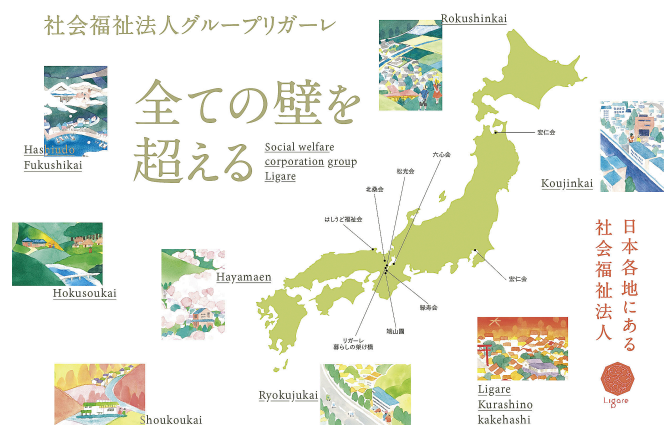 社会福祉法人グループリガーレ
全ての壁を
超える
Social welfare
corporation group
Ligare
Rokushinkai
Hashiudo
Fukushikai
Koujinkai
Hokusoukai
Hayamaen
Shoukoukai
Ryokujukai
Ligare
Kurashino
kakehashi
宏仁会
六心会
松光会
北桑会
はしうど福祉会
宏仁会
緑寿会
端山園
リガーレ
暮らしの架け橋
日本各地にある
社会福祉法人
Ligare